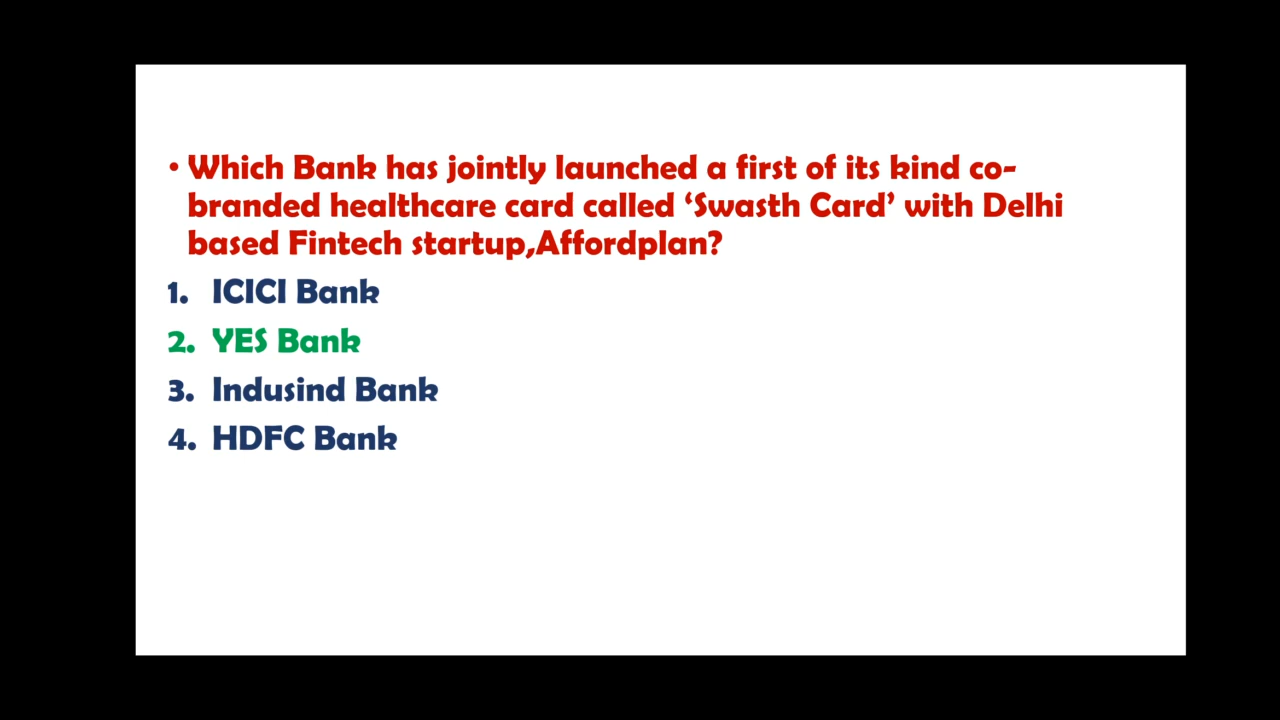 • Which Bank has jointly launched a first of its kind co-
branded healthcare card called ‘Swasth Card’ with Delhi
based Fintech startup,Affordplan?
1. ICICI Bank
2. YES Bank
3. Indusind Bank
4. HDFC Bank